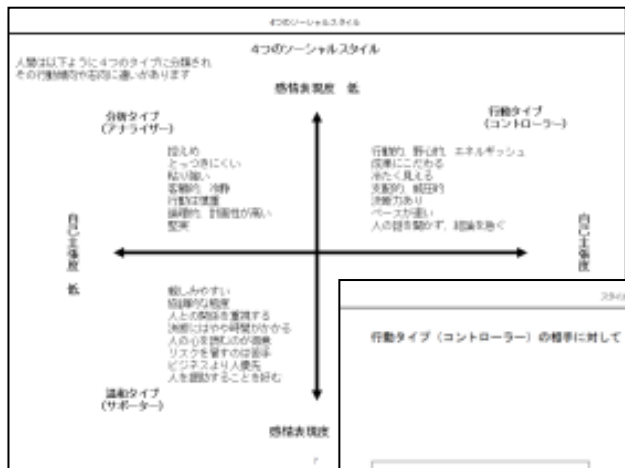 4つのソーシャルスタイル
4つのソーシャルスタイル
人間は以下ように4つのタイプに分類され
その行動傾向や志向に違いがあります
感情表現度 低
分析タイプ
(アナライザー)
行動タイプ
(コントローラー)
控えめ
とっつきにくい
粘り強い
客観的、冷静
行動は慎重
論理的、計画性が高い
堅実
行動的、野心的、エネルギッシュ
成果にこだわる
冷たく見える
支配的、威圧的
決断力あり
ペースが速い
人の話を聞かず、結論を急ぐ
自己主張度 低
自己主張度
親しみやすい
協調的な態度
人との関係を重視する
決断にはやや時間がかかる
人の心を読むのが得意
リスクを冒すのは苦手
ビジネスより人優先
人を援助することを好む
温和タイプ
(サポーター)
感情表現度
行動タイプ(コントローラー)の相手に対して